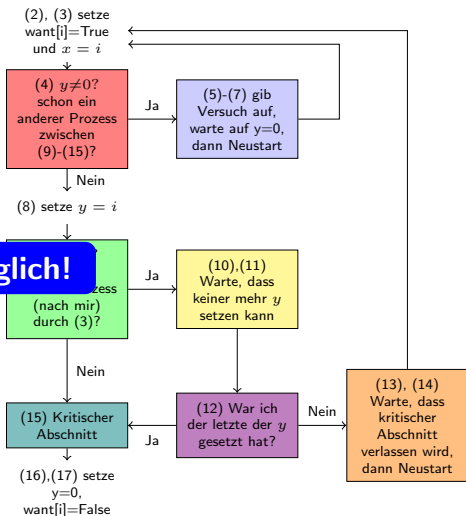 (2), (3) setze
want[i]=True
und x = i
(4) y≠0?
schon ein
anderer Prozess
zwischen
(9)-(15)?
Ja
(5)-(7) gib
Versuch auf,
warte auf y=0,
dann Neustart
Nein
(8) setze y = i
glich!
(nach mir)
durch (3)?
Ja
(10),(11)
Warte, dass
keiner mehr y
setzen kann
Nein
(15) Kritischer
Abschnitt
Ja
(12) War ich
der letzte der y
gesetzt hat?
Nein
(13), (14)
Warte, dass
kritischer
Abschnitt
verlassen wird,
dann Neustart
(16),(17) setze
y=0,
want[i]=False